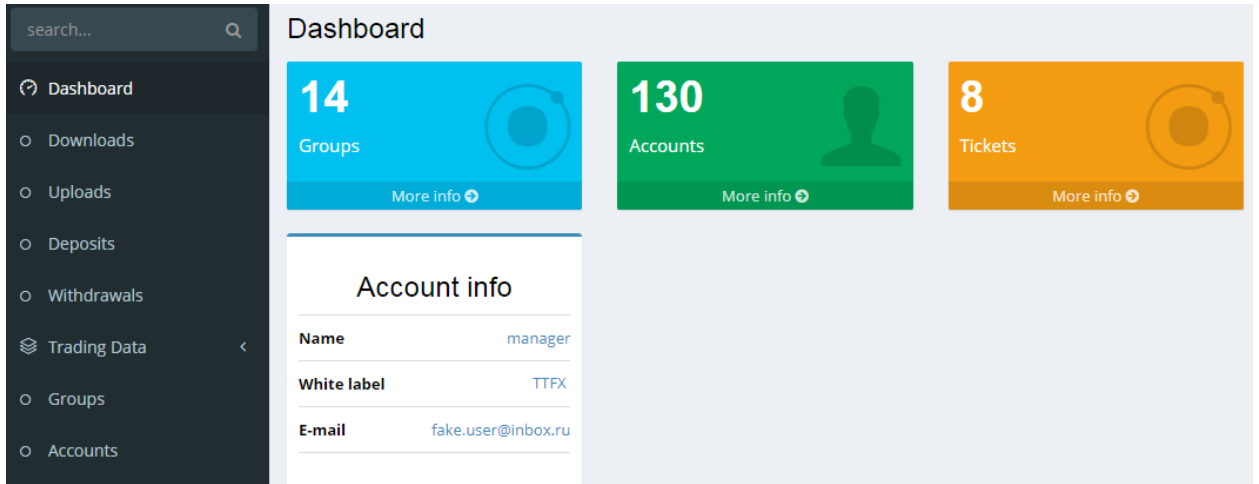 search...
Dashboard
Downloads
Uploads
Deposits
Withdrawals
Trading Data
Groups
Accounts
Dashboard
14
Groups
More info
130
Accounts
More info
8
Tickets
More info
Account info
Name manager
White label TTFX
E-mail fake.user@inbox.ru